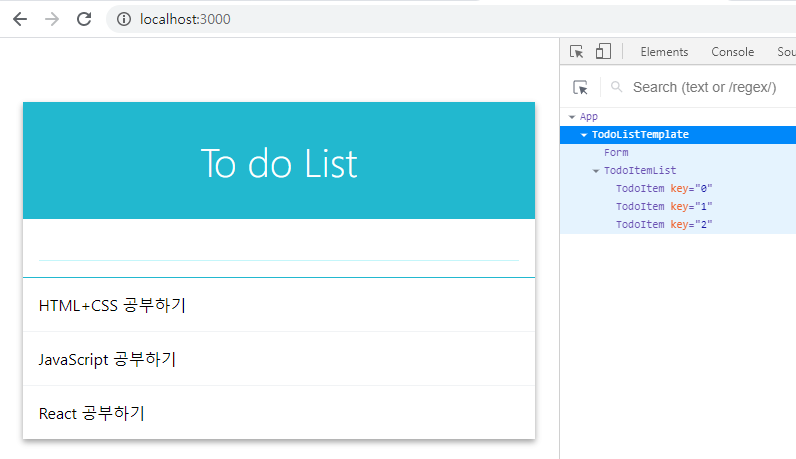 localhost:3000
Elements Console Sou
Search (text or /regex/)
To do List
HTML+CSS 공부하기
JavaScript 공부하기
React 공부하기
App
TodoListTemplate
Form
TodoItemList
TodoItem key="0"
TodoItem key="1"
TodoItem key="2"